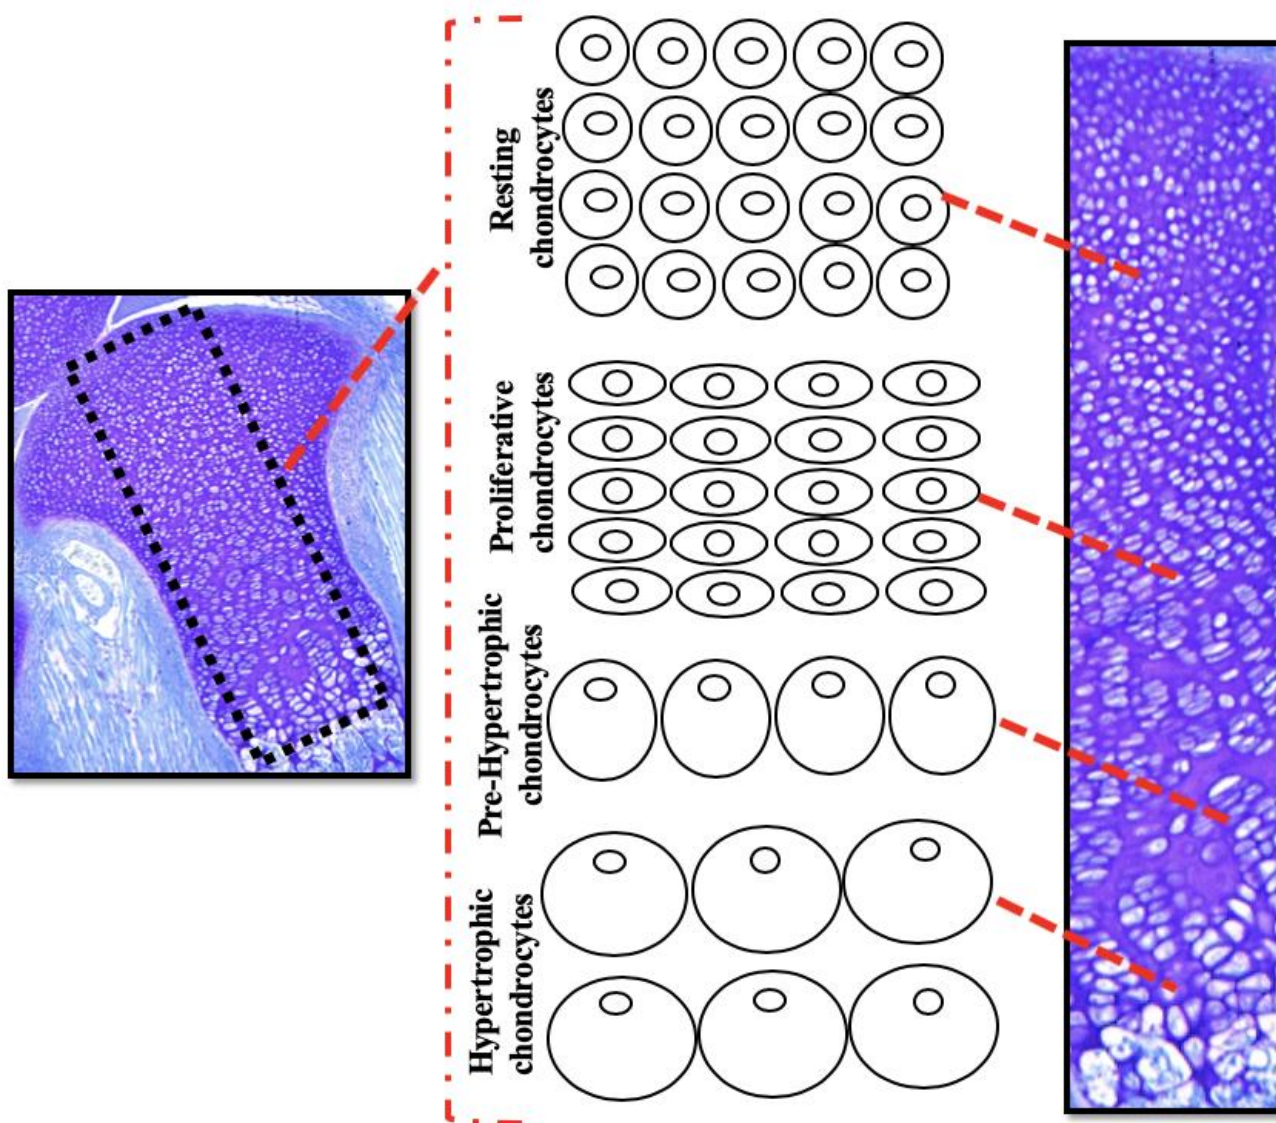 Resting
chondrocytes
Proliferative
chondrocytes
Pre-Hypertrophic
chondrocytes
Hypertrophic
chondrocytes